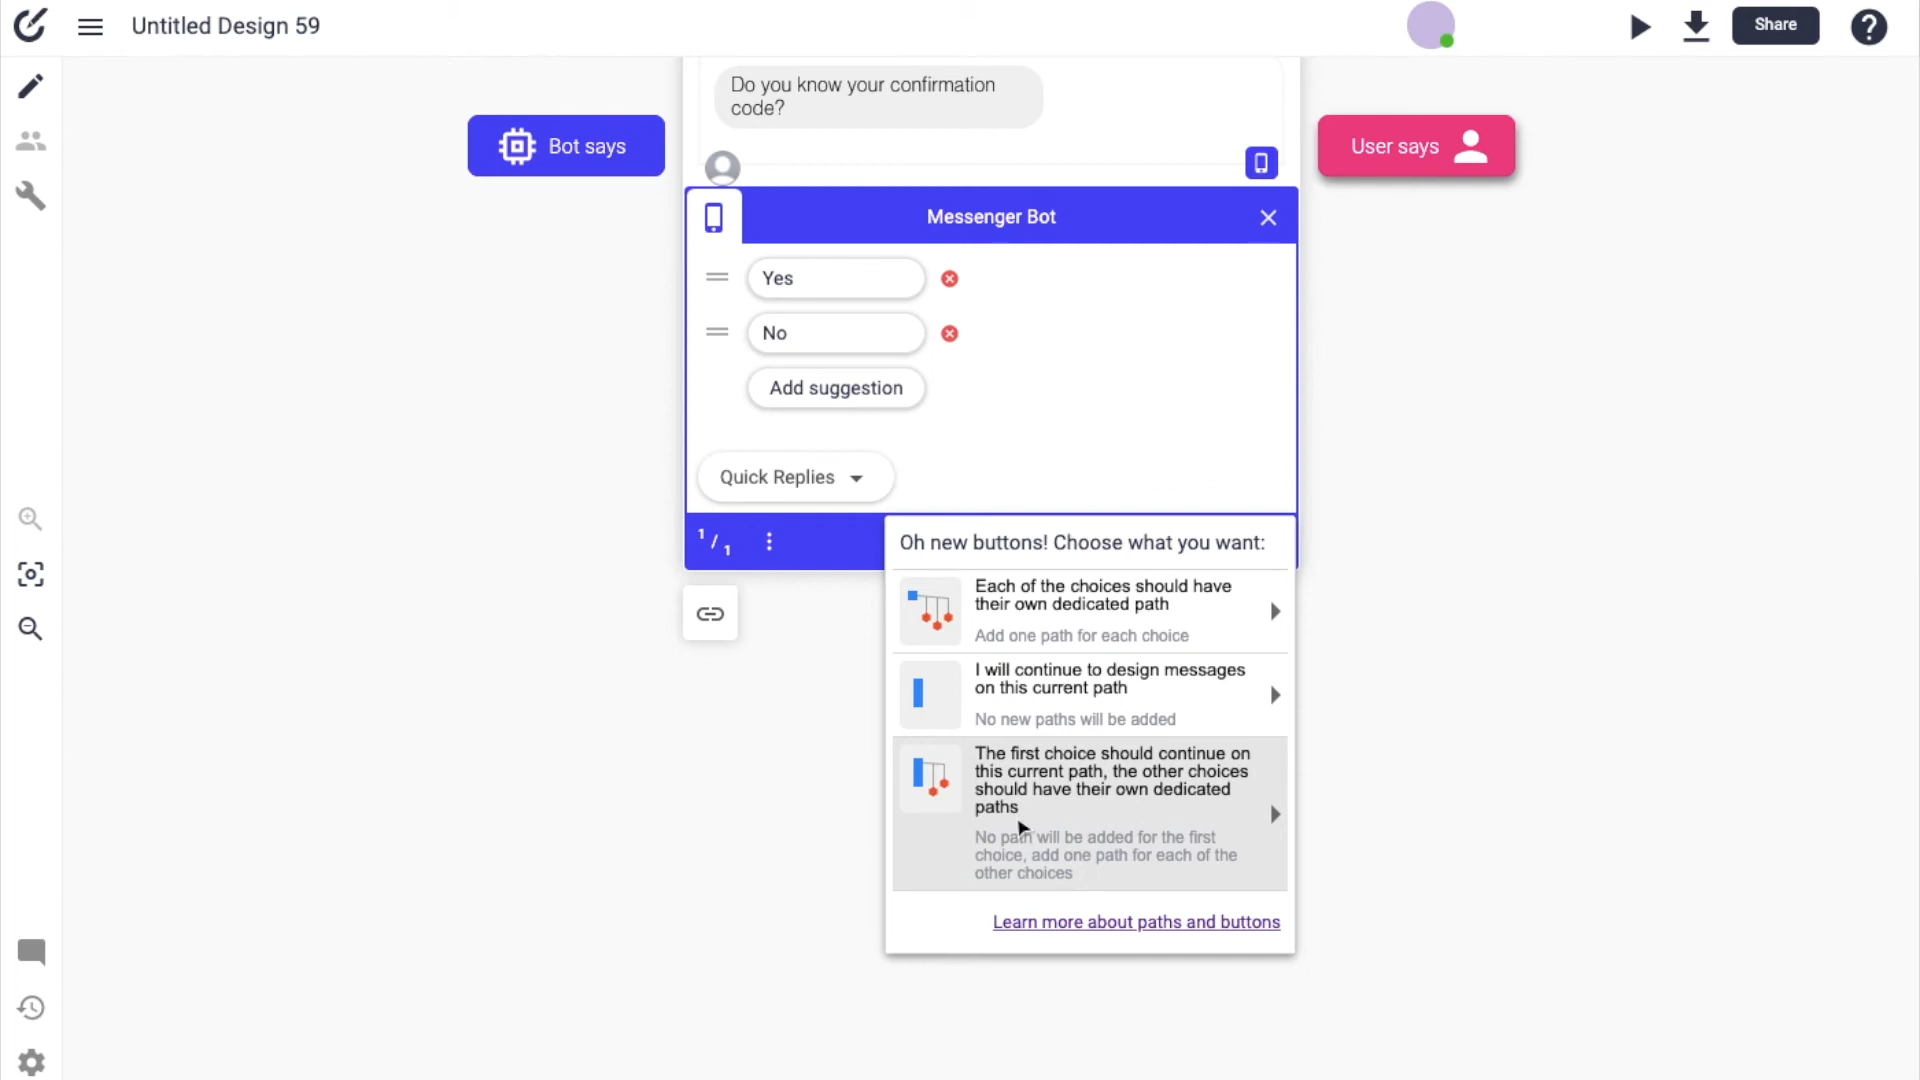 Untitled Design 59
Share
Do you know your confirmation
code?
Bot says
User says
Messenger Bot
Yes
No
Add suggestion
Quick Replies
1/1
Oh new buttons! Choose what you want:
Each of the choices should have
their own dedicated path
Add one path for each choice
I will continue to design messages
on this current path
No new paths will be added
The first choice should continue on
this current path, the other choices
should have their own dedicated
paths
No path will be added for the first
choice, add one path for each of the
other choices
Learn more about paths and buttons